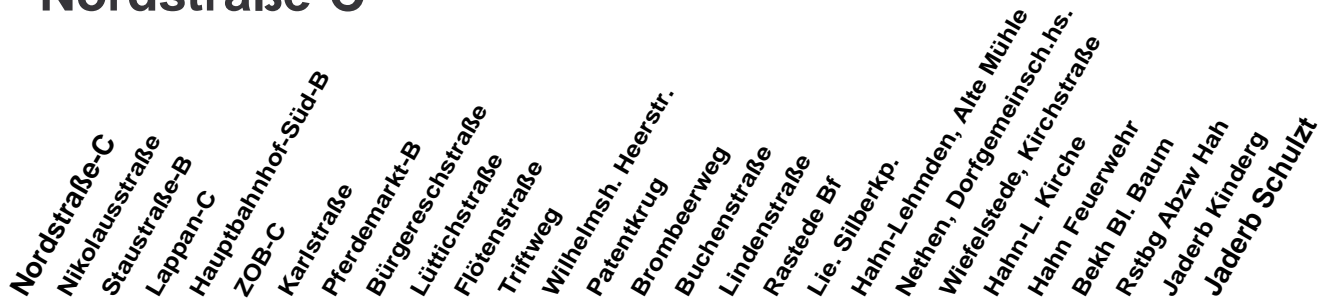 Nordstraße-C
Nordstraße-C
Nikolausstraße
Staustraße-B
Lappan-C
Hauptbahnhof-Süd-B
ZOB-C
Karlstraße
Pferdemarkt-B
Bürgereschstraße
Lüttichstraße
Flötenstraße
Triftweg
Wilhelmsh. Heerstr.
Patentkrug
Brombeerweg
Buchenstraße
Lindenstraße
Rastede Bf
Lie. Silberkp.
Hahn-Lehmden, Alte Mühle
Nethen, Dorfgemeinsch.hs.
Wiefelstede, Kirchstraße
Hahn-L. Kirche
Hahn Feuerwehr
Bekh Bl. Baum
Rstbg Abzw Hah
Jaderb Kinderg
Jaderb Schulzt